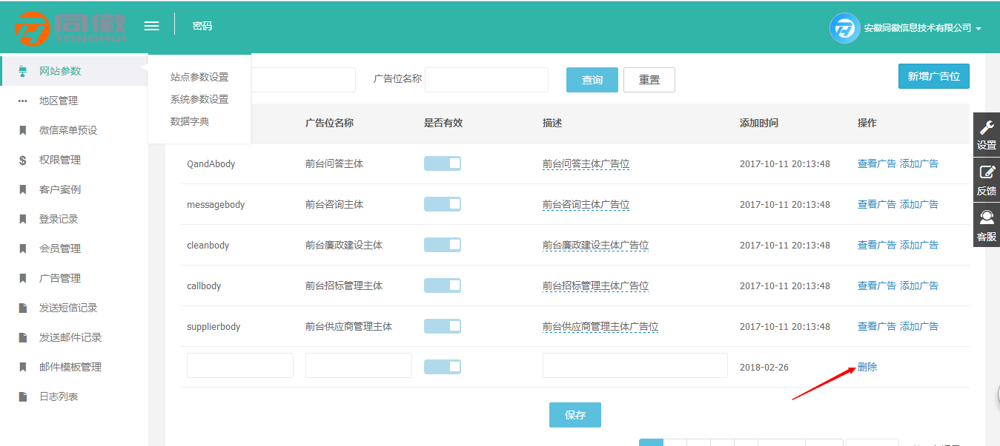 同徽
TONGHUI
密码
安徽同徽信息技术有限公司
网站参数
地区管理
微信菜单预设
权限管理
客户案例
登录记录
会员管理
广告管理
发送短信记录
发送邮件记录
邮件模板管理
日志列表
站点参数设置
系统参数设置
数据字典
广告位名称 查询 重置 新增广告位
广告位名称 是否有效 描述 添加时间 操作
QandAbody 前台问答主体 前台问答主体广告位 2017-10-11 20:13:48 查看广告 添加广告
messagebody 前台咨询主体 前台咨询主体广告位 2017-10-11 20:13:48 查看广告 添加广告
cleanbody 前台廉政建设主体 前台廉政建设主体广告位 2017-10-11 20:13:48 查看广告 添加广告
callbody 前台招标管理主体 前台招标管理主体广告位 2017-10-11 20:13:48 查看广告 添加广告
supplierbody 前台供应商管理主体 前台供应商管理主体广告位 2017-10-11 20:13:48 查看广告 添加广告
2018-02-26 删除
保存
设置
反馈
客服